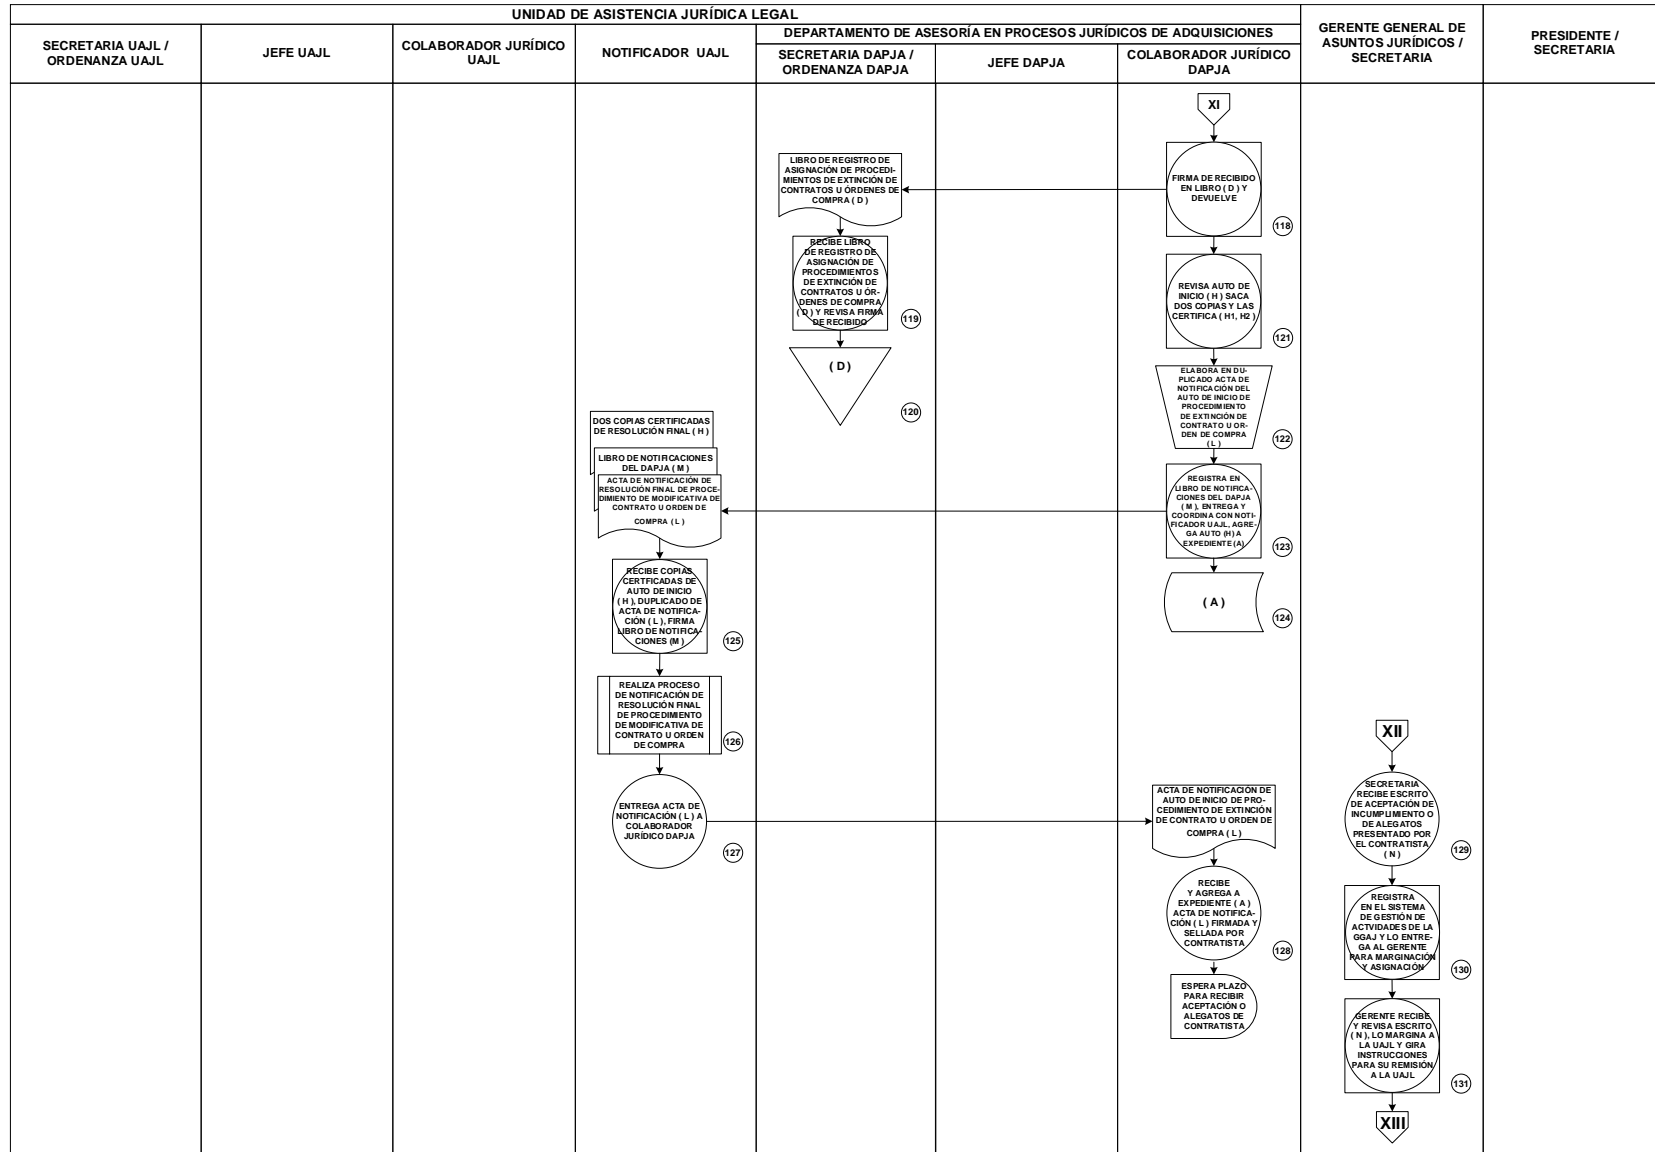 UNIDAD DE ASISTENCIA JURÍDICA LEGAL
DEPARTAMENTO DE ASESORÍA EN PROCESOS JURÍDICOS DE ADQUISICIONES
SECRETARIA UAJL /
ORDENANZA UAJL
JEFE UAJL
COLABORADOR JURÍDICO
UAJL
NOTIFICADOR UAJL
SECRETARIA DAPJA /
ORDENANZA DAPJA
JEFE DAPJA
COLABORADOR JURÍDICO
DAPJA
GERENTE GENERAL DE
ASUNTOS JURÍDICOS /
SECRETARIA
PRESIDENTE /
SECRETARIA
XI
FIRMA DE RECIBIDO
EN LIBRO ( D ) Y
DEVUELVE
118
LIBRO DE REGISTRO DE
ASIGNACIÓN DE PROCEDI-
MIENTOS DE EXTINCIÓN DE
CONTRATOS U ÓRDENES DE
COMPRA ( D )
RECIBE LIBRO
DE REGISTRO DE
ASIGNACIÓN DE
PROCEDIMIENTOS
DE EXTINCIÓN DE
CONTRATOS U ÓR-
DENES DE COMPRA
( D ) Y REVISA FIRMA
DE RECIBIDO
119
( D )
120
REVISA AUTO DE
INICIO ( H ) SACA
DOS COPIAS Y LAS
CERTIFICA ( H1, H2 )
121
ELABORA EN DU-
PLICADO ACTA DE
NOTIFICACIÓN DEL
AUTO DE INICIO DE
PROCEDIMIENTO
DE EXTINCIÓN DE
CONTRATO U OR-
DEN DE COMPRA
( L )
122
REGISTRA EN
LIBRO DE NOTIFICA-
CIONES DEL DAPJA
( M ), ENTREGA Y
COORDINA CON NOTI-
FICADOR UAJL, AGRE-
GA AUTO (H) A
EXPEDIENTE (A)
123
( A )
124
DOS COPIAS CERTIFICADAS
DE RESOLUCIÓN FINAL ( H )
LIBRO DE NOTIFICACIONES
DEL DAPJA ( M )
ACTA DE NOTIFICACIÓN DE
RESOLUCIÓN FINAL DE PROCE-
DIMIENTO DE MODIFICATIVA DE
CONTRATO U ORDEN DE
COMPRA ( L )
RECIBE COPIAS
CERTFICADAS DE
AUTO DE INICIO
( H ), DUPLICADO DE
ACTA DE NOTIFICA-
CIÓN ( L ), FIRMA
LIBRO DE NOTIFICA-
CIONES (M )
125
REALIZA PROCESO
DE NOTIFICACIÓN DE
RESOLUCIÓN FINAL
DE PROCEDIMIENTO
DE MODIFICATIVA DE
CONTRATO U ORDEN
DE COMPRA
126
ENTREGA ACTA DE
NOTIFICACIÓN ( L ) A
COLABORADOR
JURÍDICO DAPJA
127
ACTA DE NOTIFICACIÓN DE
AUTO DE INICIO DE PRO-
CEDIMIENTO DE EXTINCIÓN
DE CONTRATO U ORDEN DE
COMPRA ( L )
RECIBE
Y AGREGA A
EXPEDIENTE ( A )
ACTA DE NOTIFICA-
CIÓN ( L ) FIRMADA Y
SELLADA POR
CONTRATISTA
128
ESPERA PLAZO
PARA RECIBIR
ACEPTACIÓN O
ALEGATOS DE
CONTRATISTA
XII
SECRETARIA
RECIBE ESCRITO
DE ACEPTACIÓN DE
INCUMPLIMIENTO O
DE ALEGATOS
PRESENTADO POR
EL CONTRATISTA
( N )
129
REGISTRA
EN EL SISTEMA
DE GESTIÓN DE
ACTVIDADES DE LA
GGAJ Y LO ENTRE-
GA AL GERENTE
PARA MARGINACIÓN
Y ASIGNACIÓN
130
GERENTE RECIBE
Y REVISA ESCRITO
( N ), LO MARGINA A
LA UAJL Y GIRA
INSTRUCCIONES
PARA SU REMISIÓN
A LA UAJL
131
XIII